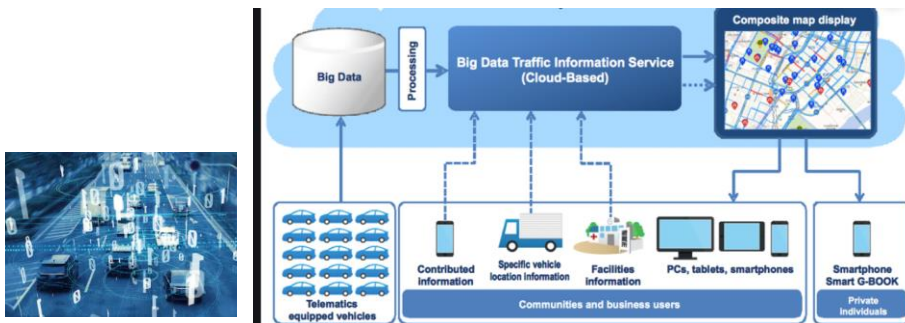 Composite map display
Big Data
Processing
Big Data Traffic Information Service
(Cloud-Based)
Contributed
information
Specific vehicle
location information
Facilities
information
PCs, tablets, smartphones
Smartphone
Smart G-BOOK
Telematics
equipped vehicles
Communities and business users
Private
individuals